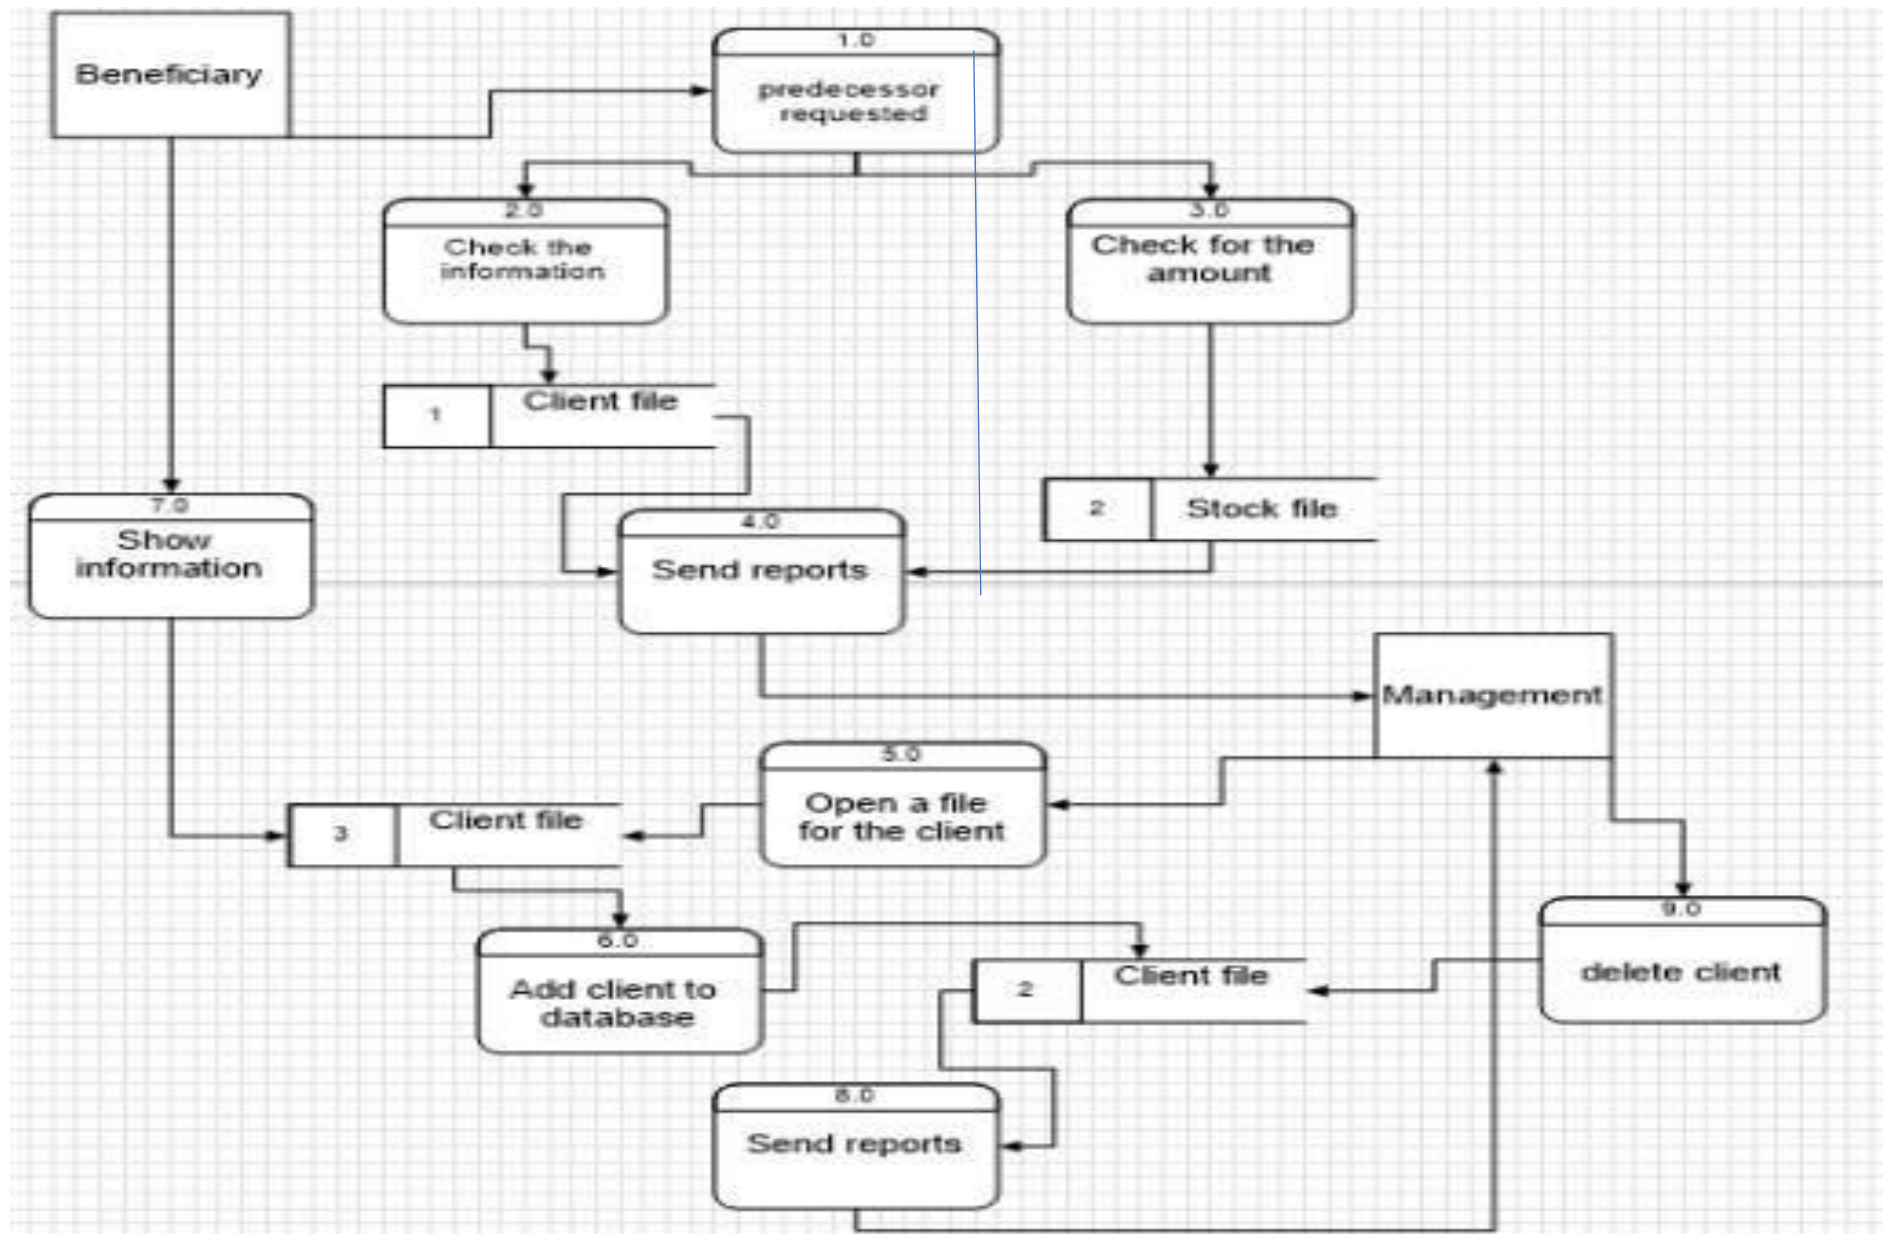 Beneficiary
1.0
predecessor
requested
2.0
Check the
information
3.0
Check for the
amount
1
Client file
2
Stock file
7.0
Show
information
4.0
Send reports
Management
5.0
Open a file
for the client
3
Client file
6.0
Add client to
database
2
Client file
9.0
delete client
8.0
Send reports